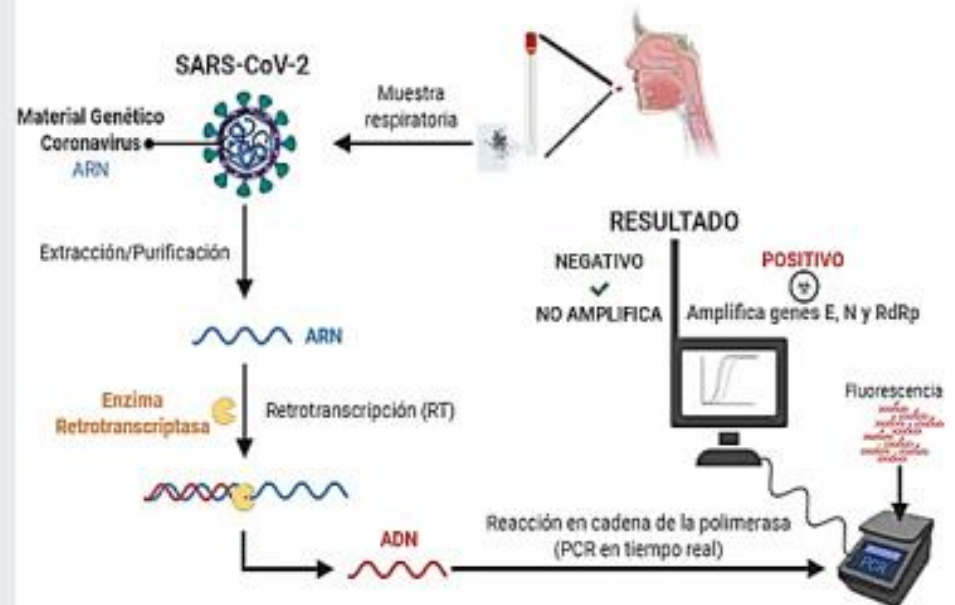 SARS-CoV-2
Material Genético
Coronavirus
ARN
Muestra
respiratoria
Extracción/Purificación
ARN
Enzima
Retrotranscriptasa
Retrotranscripción (RT)
ADN
Reacción en cadena de la polimerasa
(PCR en tiempo real)
RESULTADO
NEGATIVO
NO AMPLIFICA
POSITIVO
Amplifica genes E, N y RdRp
Fluorescencia
PCR